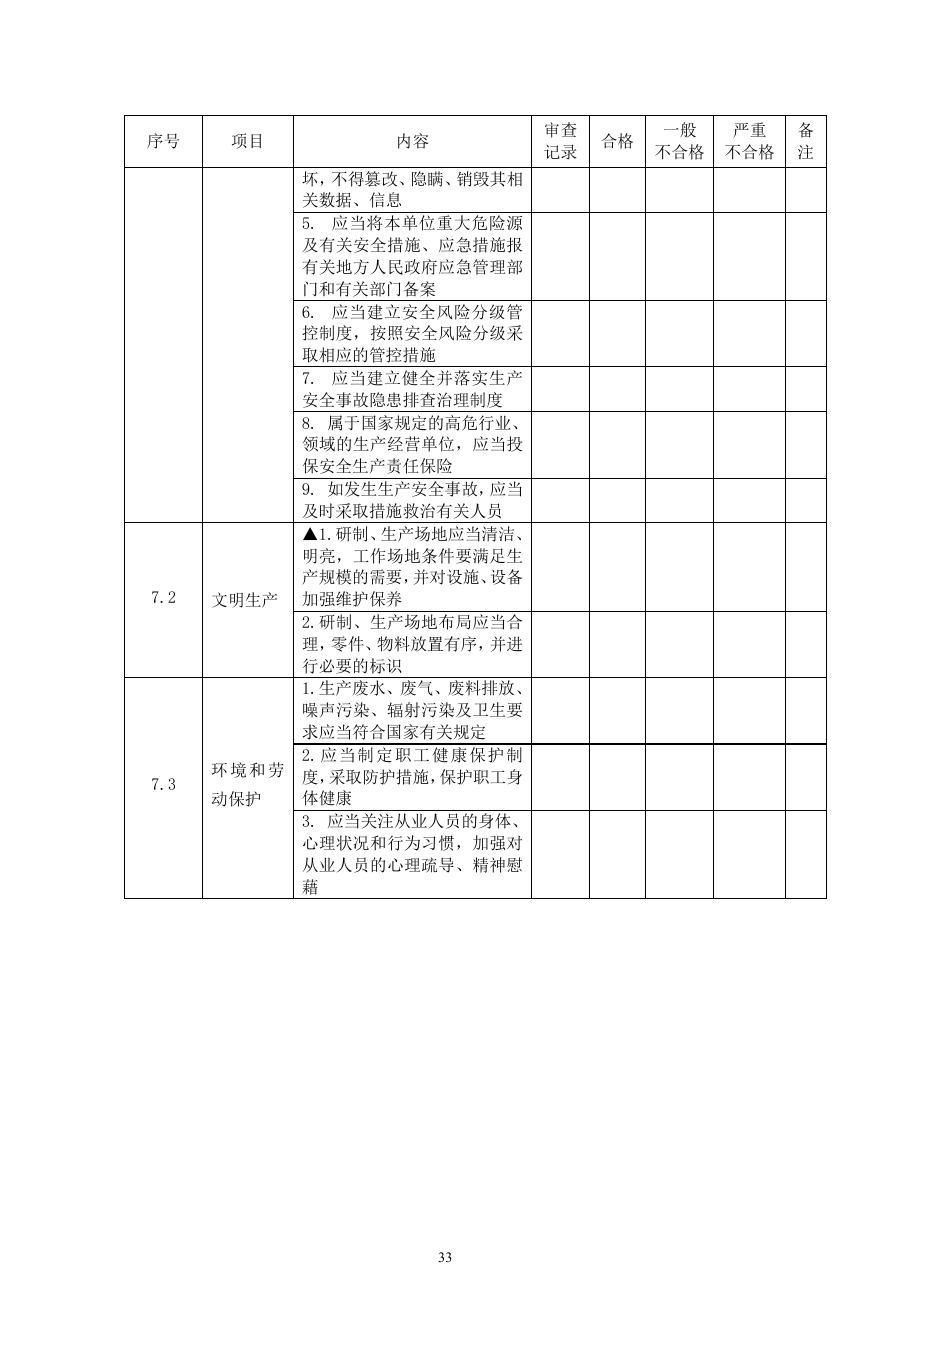 序号 项目 内容 审查记录 合格 一般不合格 严重不合格 备注
坏，不得篡改、隐瞒、销毁其相
关数据、信息
5. 应当将本单位重大危险源
及有关安全措施、应急措施报
有关地方人民政府应急管理部
门和有关部门备案
6. 应当建立安全风险分级管
控制度，按照安全风险分级采
取相应的管控措施
7. 应当建立健全并落实生产
安全事故隐患排查治理制度
8. 属于国家规定的高危行业、
领域的生产经营单位，应当投
保安全生产责任保险
9. 如发生生产安全事故，应当
及时采取措施救治有关人员
7.2 文明生产
▲1.研制、生产场地应当清洁、
明亮，工作场地条件要满足生
产规模的需要，并对设施、设备
加强维护保养
2.研制、生产场地布局应当合
理，零件、物料放置有序，并进
行必要的标识
7.3 环境和劳
动保护
1.生产废水、废气、废料排放、
噪声污染、辐射污染及卫生要
求应当符合国家有关规定
2.应当制定职工健康保护制
度，采取防护措施，保护职工身
体健康
3. 应当关注从业人员的身体、
心理状况和行为习惯，加强对
从业人员的心理疏导、精神慰
藉
33